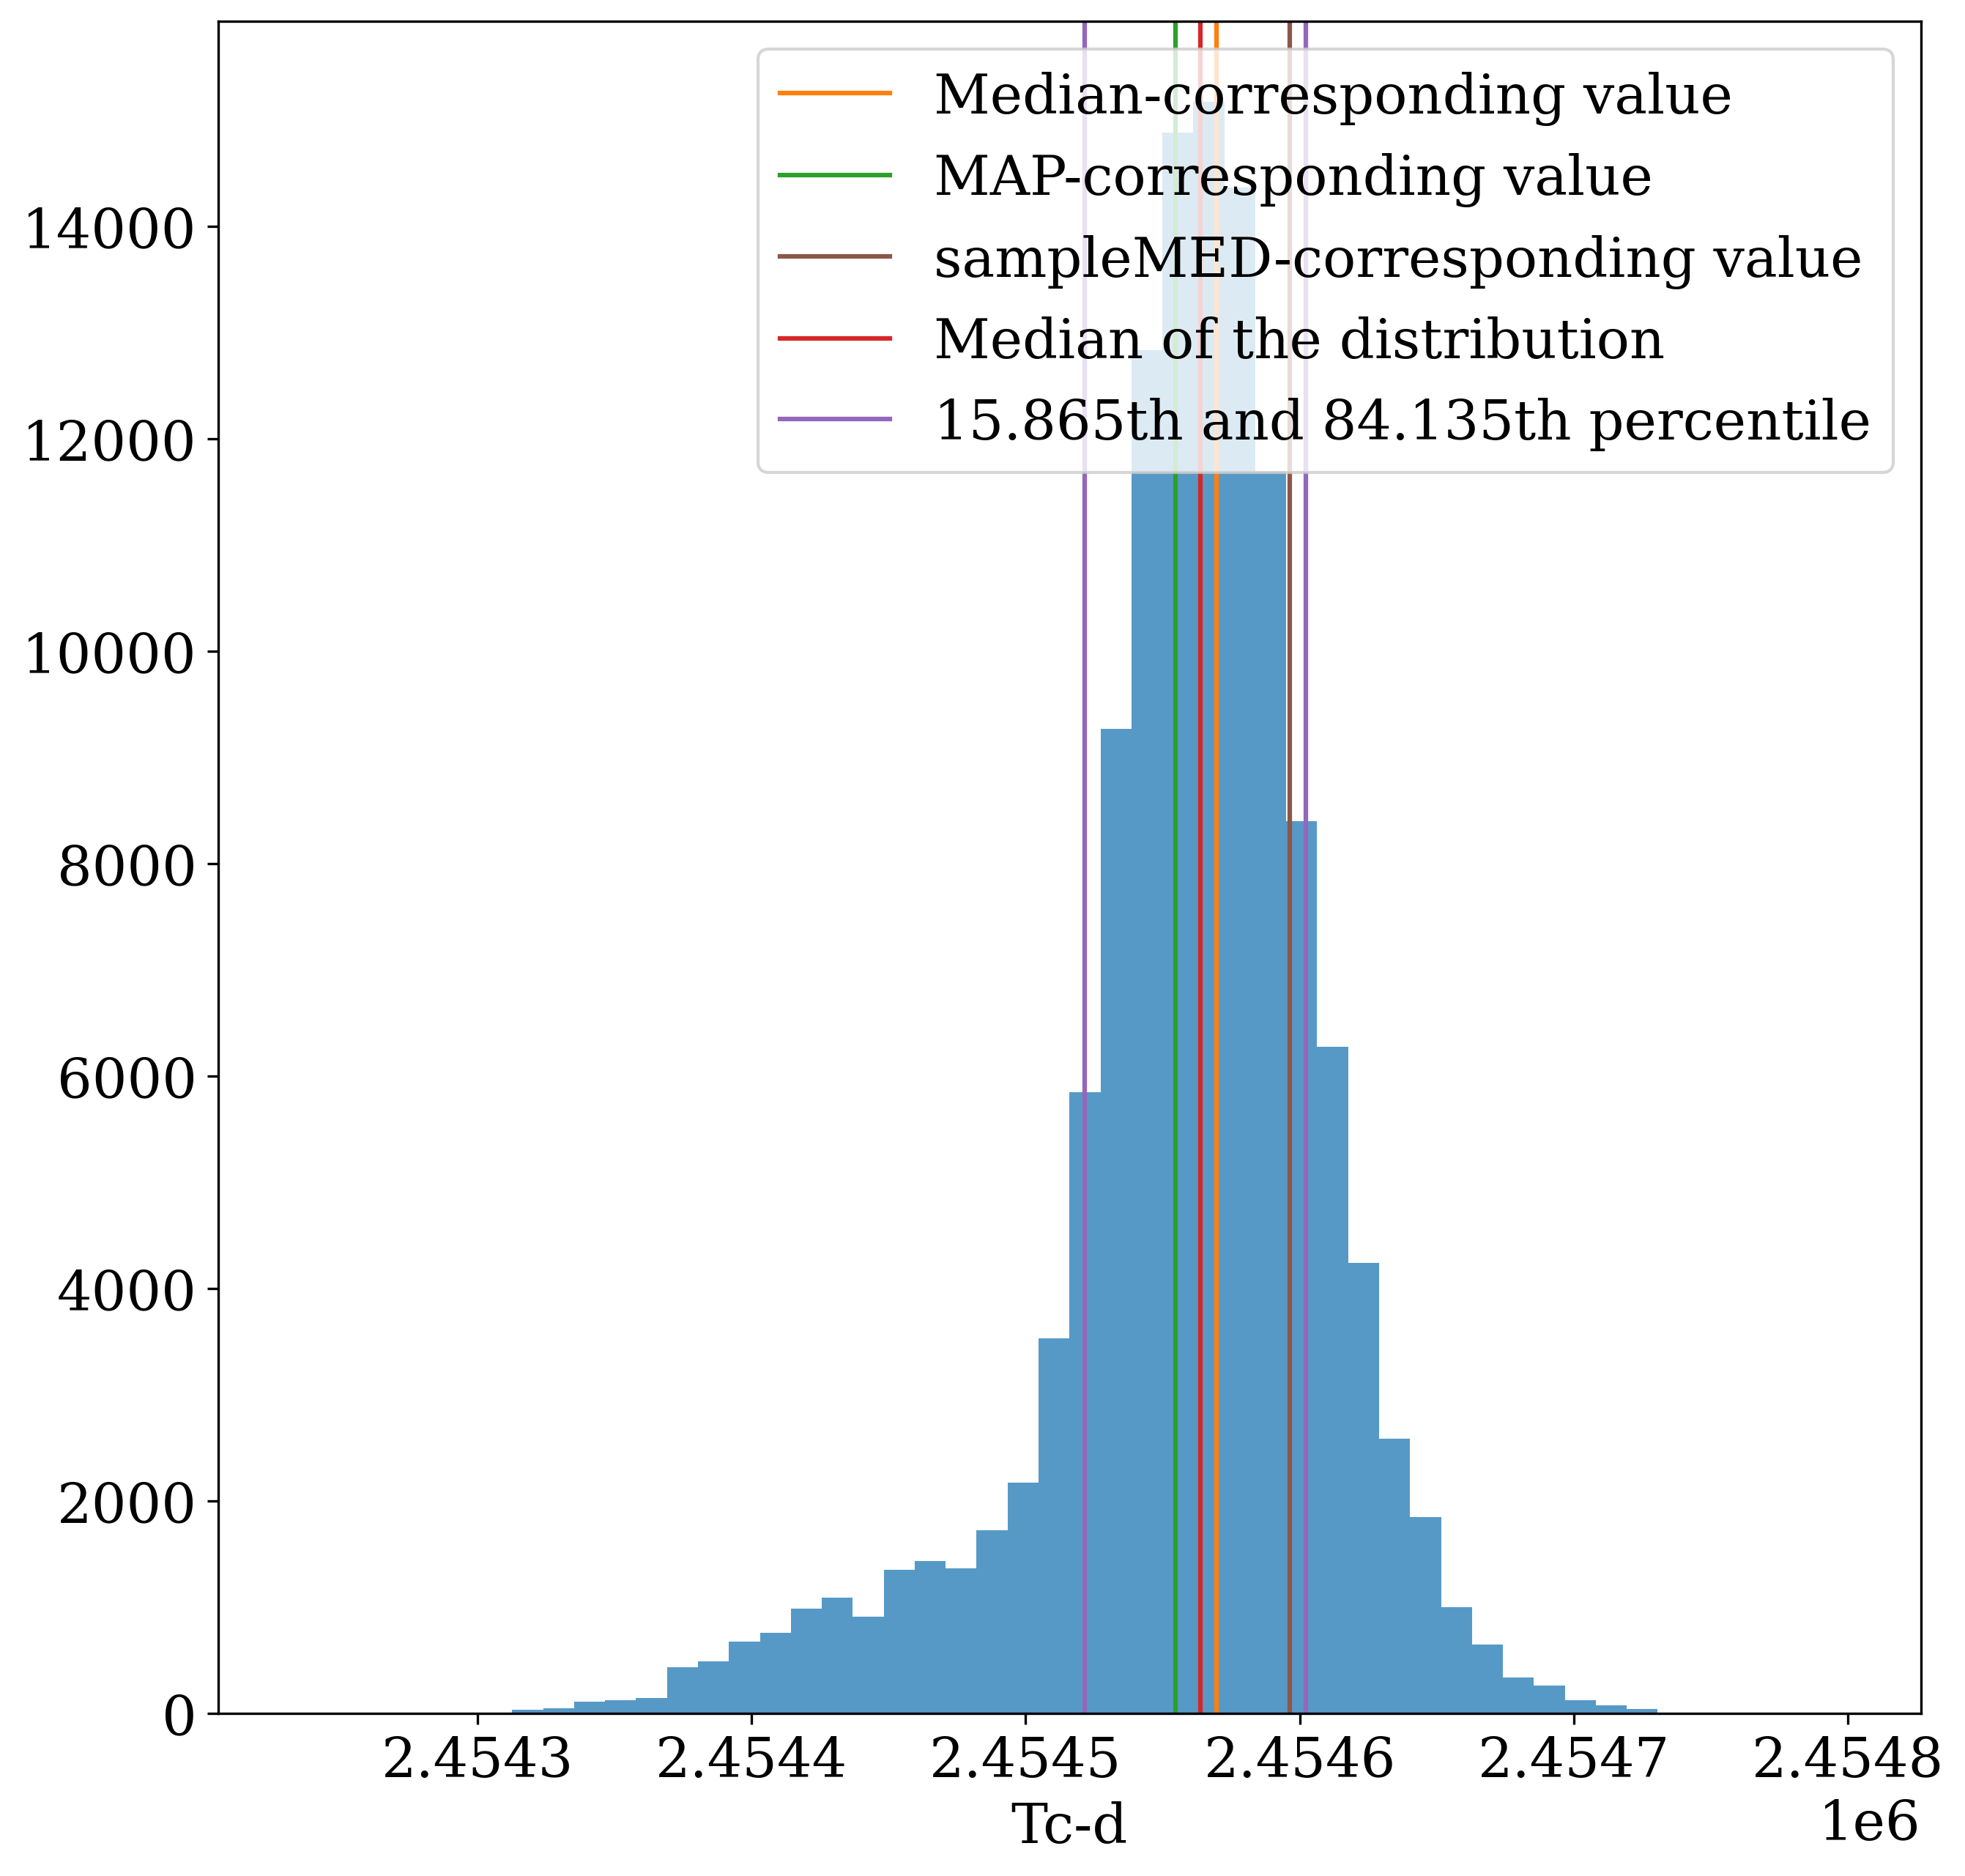 Median-corresponding value
MAP-corresponding value
sampleMED-corresponding value
Median of the distribution
15.865th and 84.135th percentile
14000
12000
10000
8000
6000
4000
2000
0
2.4543 2.4544 2.4545 2.4546 2.4547 2.4548
Tc-d
1e6